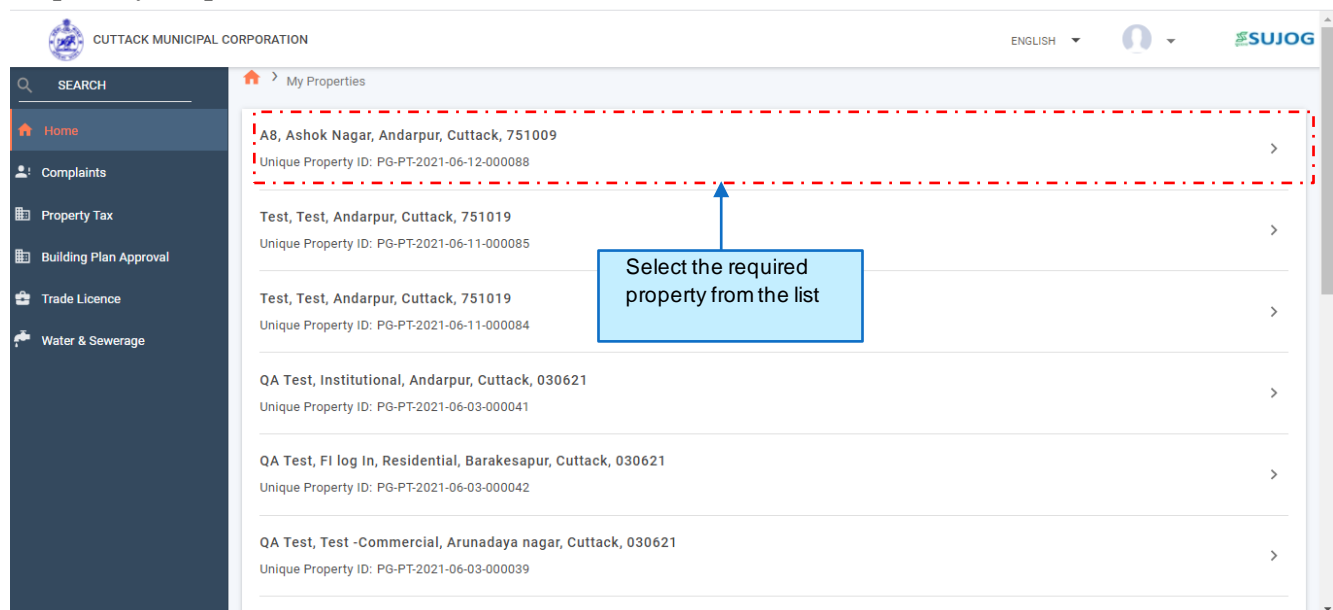 CUTTACK MUNICIPAL CORPORATION
ENGLISH
SUJOG
SEARCH
My Properties
Home
Complaints
Property Tax
Building Plan Approval
Trade Licence
Water & Sewerage
A8, Ashok Nagar, Andarpur, Cuttack, 751009
Unique Property ID: PG-PT-2021-06-12-000088
Test, Test, Andarpur, Cuttack, 751019
Unique Property ID: PG-PT-2021-06-11-000085
Select the required
property from the list
Test, Test, Andarpur, Cuttack, 751019
Unique Property ID: PG-PT-2021-06-11-000084
QA Test, Institutional, Andarpur, Cuttack, 030621
Unique Property ID: PG-PT-2021-06-03-000041
QA Test, FI log In, Residential, Barakesapur, Cuttack, 030621
Unique Property ID: PG-PT-2021-06-03-000042
QA Test, Test -Commercial, Arunadaya nagar, Cuttack, 030621
Unique Property ID: PG-PT-2021-06-03-000039